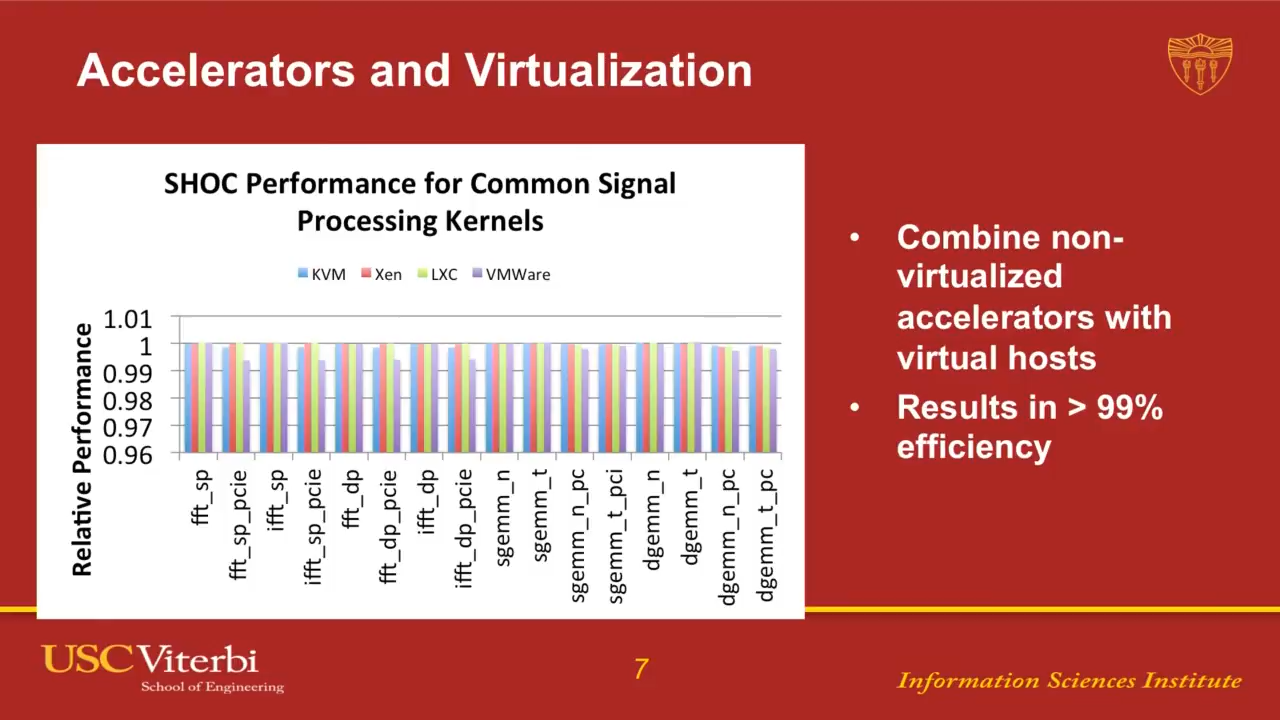 Accelerators and Virtualization
SHOC Performance for Common Signal
Processing Kernels
KVM Xen LXC VMWare
Relative Performance
1.01
1
0.99
0.98
0.97
0.96
fft_sp
fft_sp_pcie
ifft_sp
ifft_sp_pcie
fft_dp
fft_dp_pcie
ifft_dp
ifft_dp_pcie
sgemm_n
sgemm_t
sgemm_n_pc
sgemm_t_pci
dgemm_n
dgemm_t
dgemm_n_pc
dgemm_t_pc
• Combine non-
virtualized
accelerators with
virtual hosts
• Results in > 99%
efficiency
USC Viterbi
School of Engineering
7
Information Sciences Institute